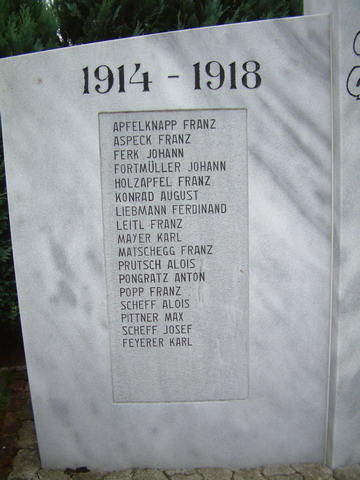 1914 - 1918
APFELKNAPP FRANZ
ASPECK FRANZ
FERK JOHANN
FORTMÜLLER JOHANN
HOLZAPFEL FRANZ
KONRAD AUGUST
LIEBMANN FERDINAND
LEITL FRANZ
MAYER KARL
MATSCHEGG FRANZ
PRUTSCH ALOIS
PONGRATZ ANTON
POPP FRANZ
SCHEFF ALOIS
PITTNER MAX
SCHEFF JOSEF
FEYERER KARL